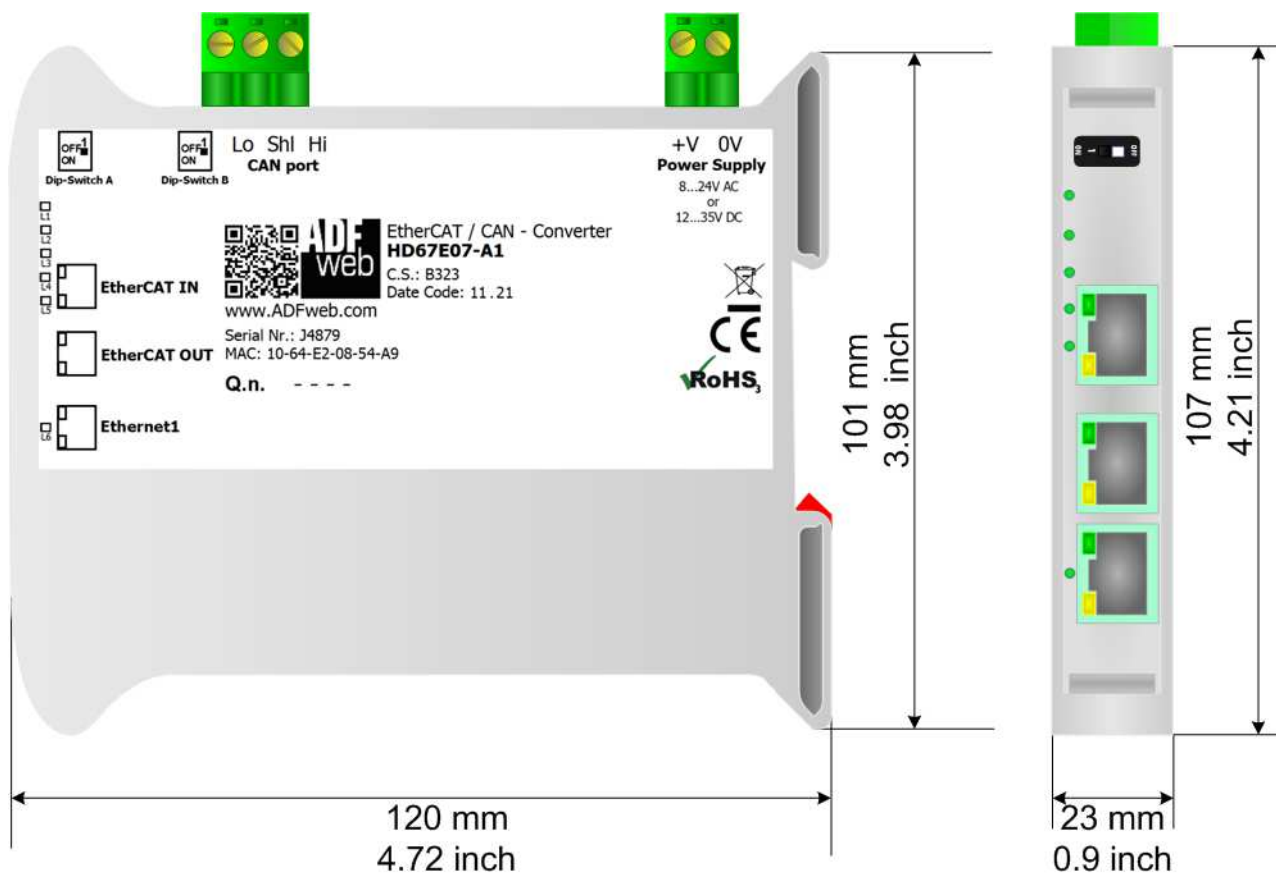 OFF 1
ON
Dip-Switch A
OFF 1
ON
Dip-Switch B
Lo Shl Hi
CAN port
+V 0V
Power Supply
8...24V AC
or
12...35V DC
L1
L2
L3
L4
L5
EtherCAT IN
EtherCAT OUT
L6
Ethernet1
ADF
web
www.ADFweb.com
EtherCAT / CAN - Converter
HD67E07-A1
C.S.: B323
Date Code: 11.21
Serial Nr.: J4879
MAC: 10-64-E2-08-54-A9
Q.n. - - - -
CE
RoHS3
101 mm
3.98 inch
120 mm
4.72 inch
ON 1 OFF
107 mm
4.21 inch
23 mm
0.9 inch